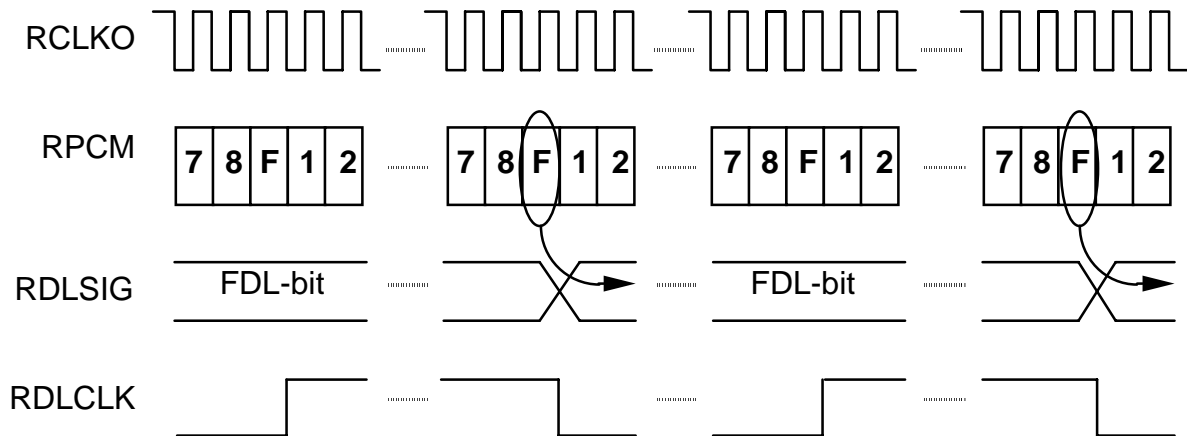 RCLKO
RPCM 7 8 F 1 2 7 8 F 1 2 7 8 F 1 2 7 8 F 1 2
RDLSIG FDL-bit FDL-bit
RDLCLK